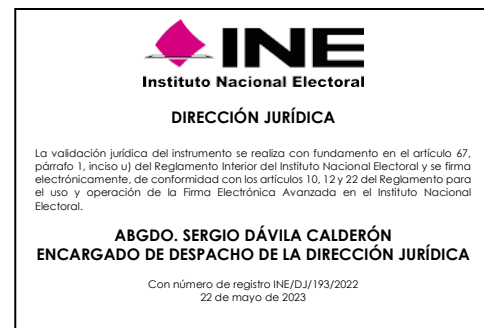 INE
Instituto Nacional Electoral
DIRECCIÓN JURÍDICA
La validación jurídica del instrumento se realiza con fundamento en el artículo 67,
párrafo 1, inciso u) del Reglamento Interior del Instituto Nacional Electoral y se firma
electrónicamente, de conformidad con los artículos 10, 12 y 22 del Reglamento para
el uso y operación de la Firma Electrónica Avanzada en el Instituto Nacional
Electoral.
ABGDO. SERGIO DÁVILA CALDERÓN
ENCARGADO DE DESPACHO DE LA DIRECCIÓN JURÍDICA
Con número de registro INE/DJ/193/2022
22 de mayo de 2023